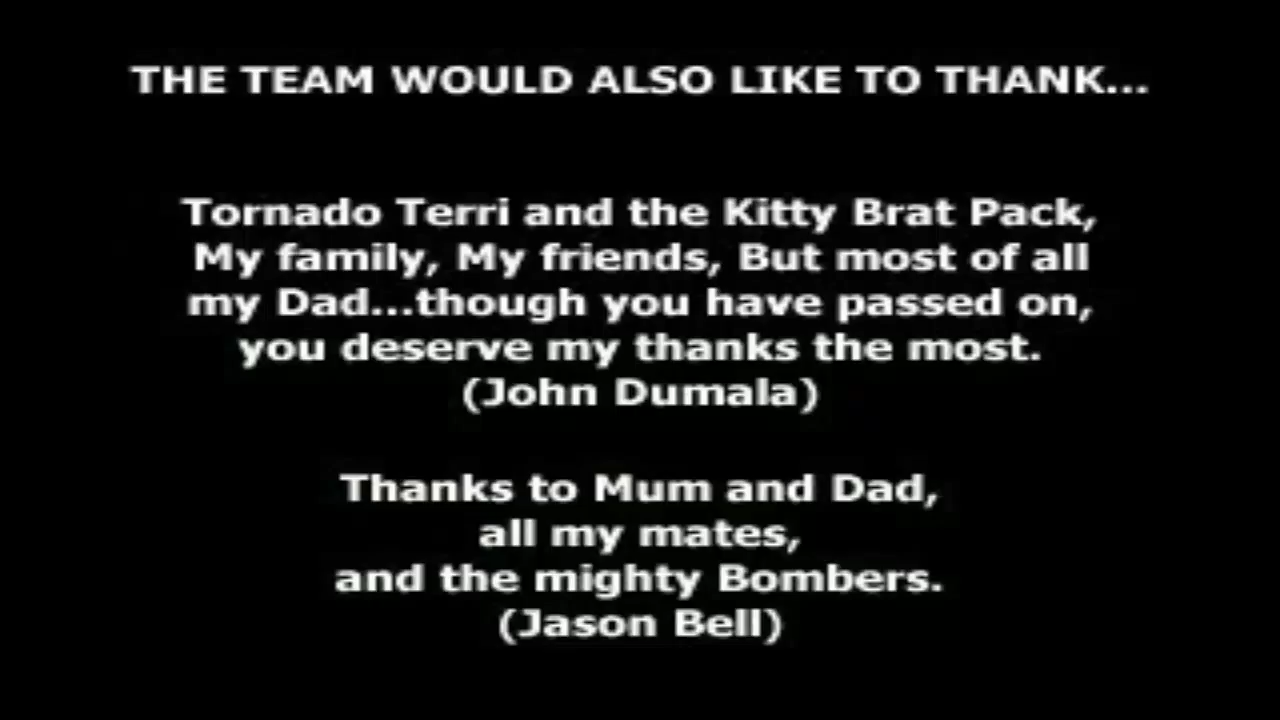 THE TEAM WOULD ALSO LIKE TO THANK...
Tornado Terri and the Kitty Brat Pack,
My family, My friends, But most of all
my Dad...though you have passed on,
you deserve my thanks the most.
(John Dumala)
Thanks to Mum and Dad,
all my mates,
and the mighty Bombers.
(Jason Bell)